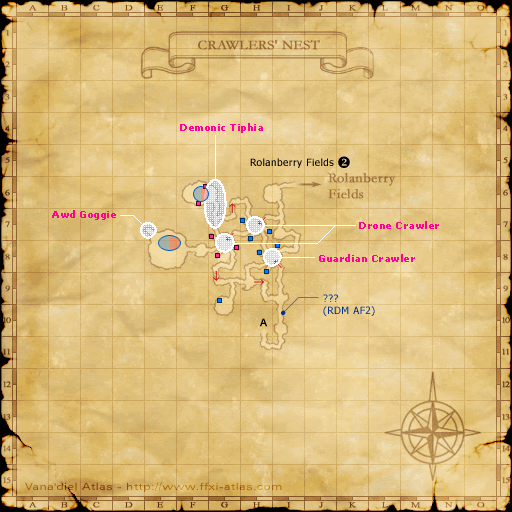 A B C D E F G H I J K L M N O
CRAWLERS' NEST
Demonic Tiphia
Rolanberry Fields 2
Rolanberry
Fields
Awd Goggie
Drone Crawler
Guardian Crawler
???
(RDM AF2)
A
Vana'diel Atlas - http://www.ffxi-atlas.com
1
2
3
4
5
6
7
8
9
10
11
12
13
14
15